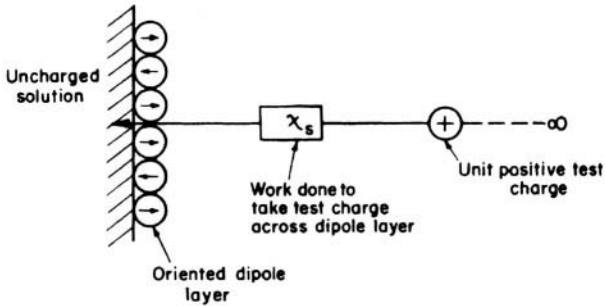 Uncharged
solution
χs
+
∞
Unit positive test
charge
Work done to
take test charge
across dipole layer
Oriented dipole
layer